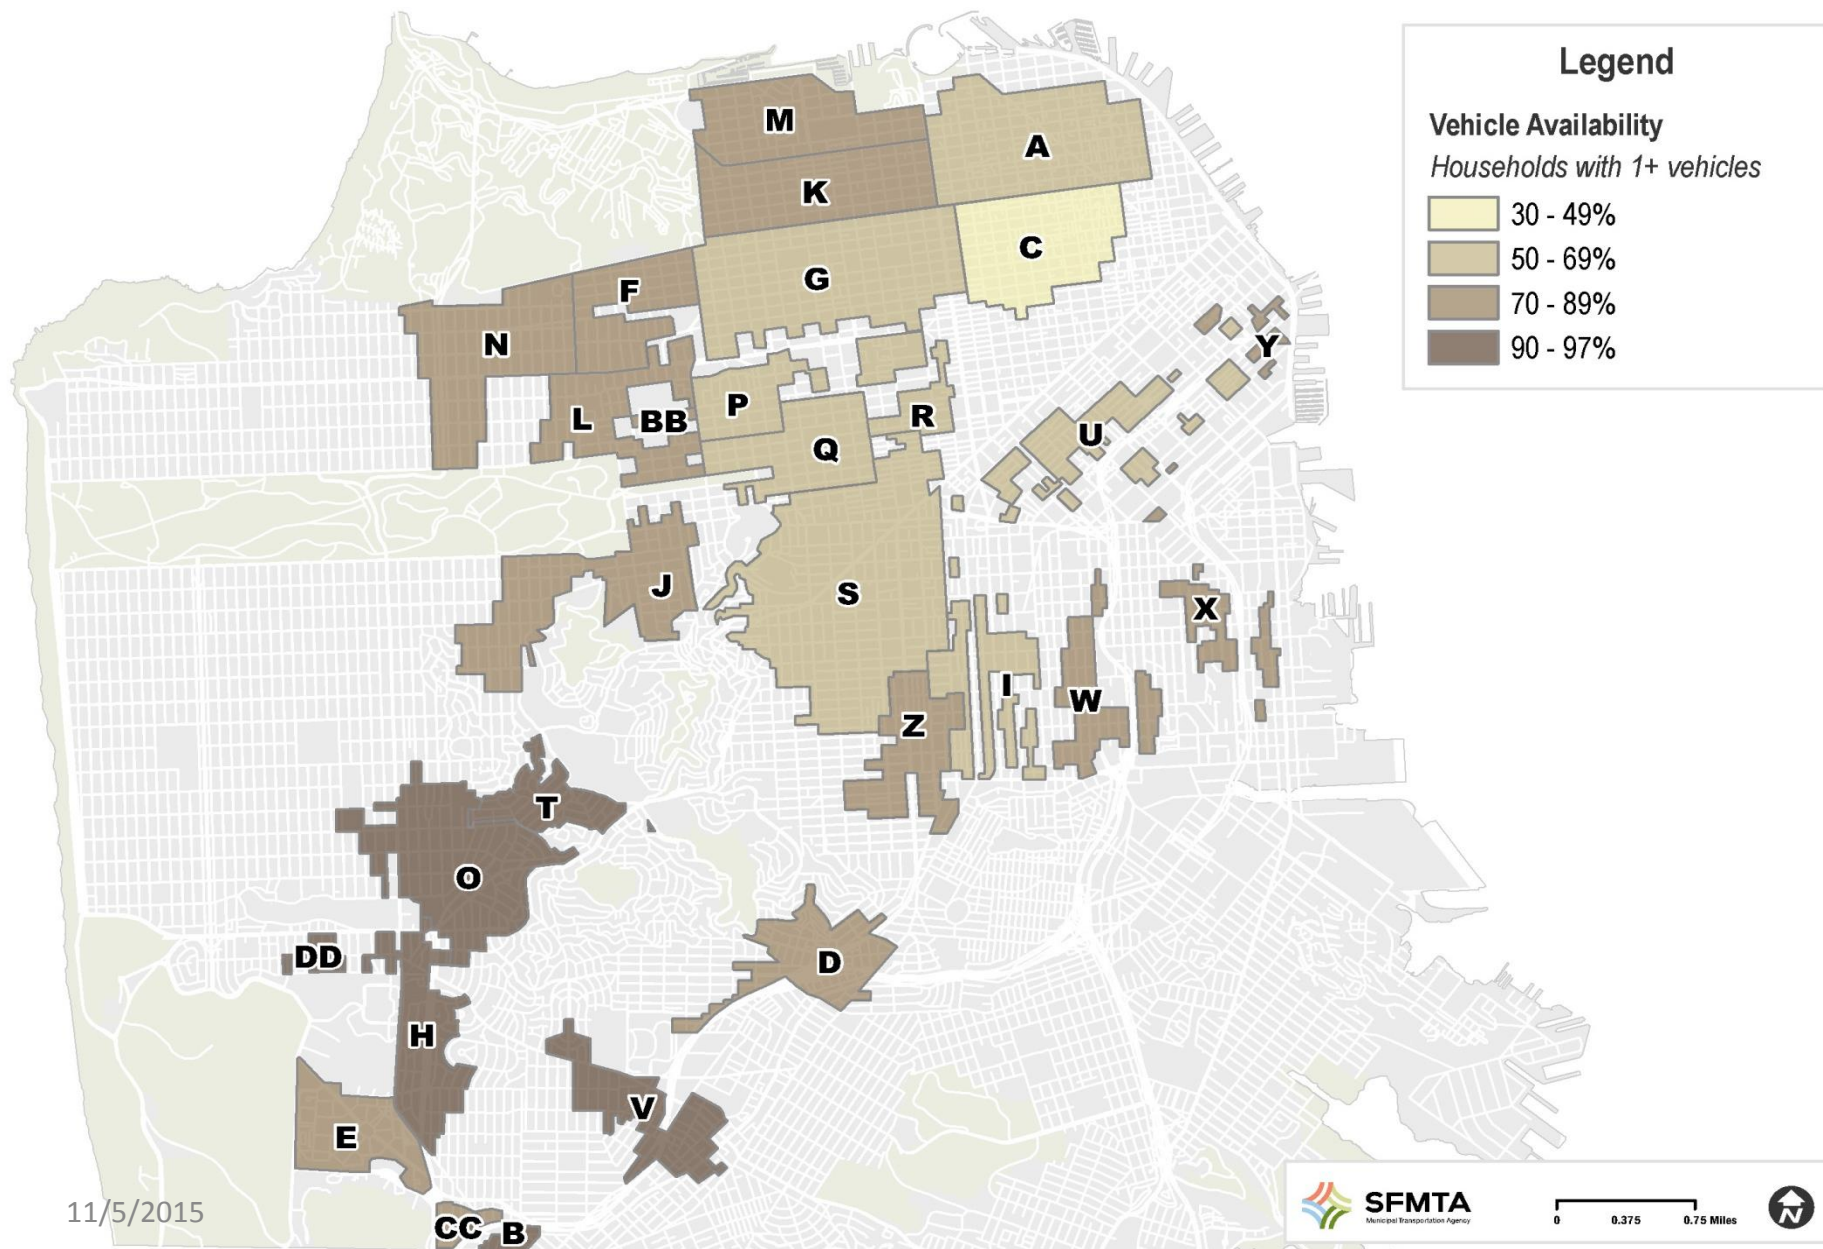 Legend
Vehicle Availability
Households with 1+ vehicles
30 - 49%
50 - 69%
70 - 89%
90 - 97%
M
A
K
C
G
F
N
Y
P
L
BB
R
Q
U
J
S
X
I
W
Z
T
O
DD
D
H
V
E
CC
B
11/5/2015
SFMTA
Municipal Transportation Agency
0 0.375 0.75 Miles
N